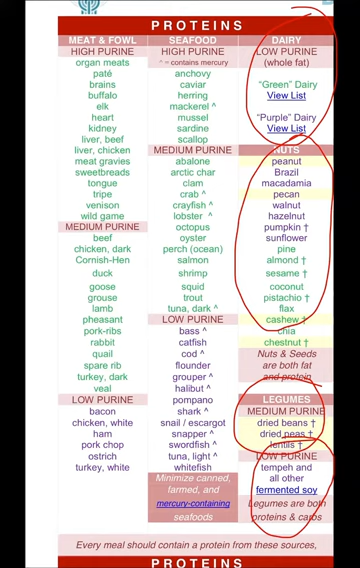 PROTEINS
MEAT & FOWL
HIGH PURINE
organ meats
paté
brains
buffalo
elk
heart
kidney
liver, beef
liver, chicken
meat gravies
sweetbreads
tongue
tripe
venison
wild game
MEDIUM PURINE
beef
chicken, dark
Cornish-Hen
duck
goose
grouse
lamb
pheasant
pork-ribs
rabbit
quail
spare rib
turkey, dark
veal
LOW PURINE
bacon
chicken, white
ham
pork chop
ostrich
turkey, white
SEAFOOD
HIGH PURINE
^ = contains mercury
anchovy
caviar
herring
mackerel ^
mussel
sardine
scallop
MEDIUM PURINE
abalone
arctic char
clam
crab ^
crayfish ^
lobster ^
octopus
oyster
perch (ocean)
salmon
shrimp
squid
trout
tuna, dark ^
LOW PURINE
bass ^
catfish
cod ^
flounder
grouper ^
halibut ^
pompano
shark ^
snail / escargot
snapper ^
swordfish ^
tuna, light ^
whitefish
Minimize canned,
farmed, and
mercury-containing
seafoods
DAIRY
LOW PURINE
(whole fat)
"Green" Dairy
View List
"Purple" Dairy
View List
NUTS
peanut
Brazil
macadamia
pecan
walnut
hazelnut
pumpkin †
sunflower
pine
almond †
sesame †
coconut
pistachio †
flax
cashew †
chia
chestnut †
Nuts & Seeds
are both fat
and protein
LEGUMES
MEDIUM PURINE
dried beans †
dried peas †
lentils †
LOW PURINE
tempeh and
all other
fermented soy
Legumes are both
proteins & carbs
Every meal should contain a protein from these sources,
PROTEINS